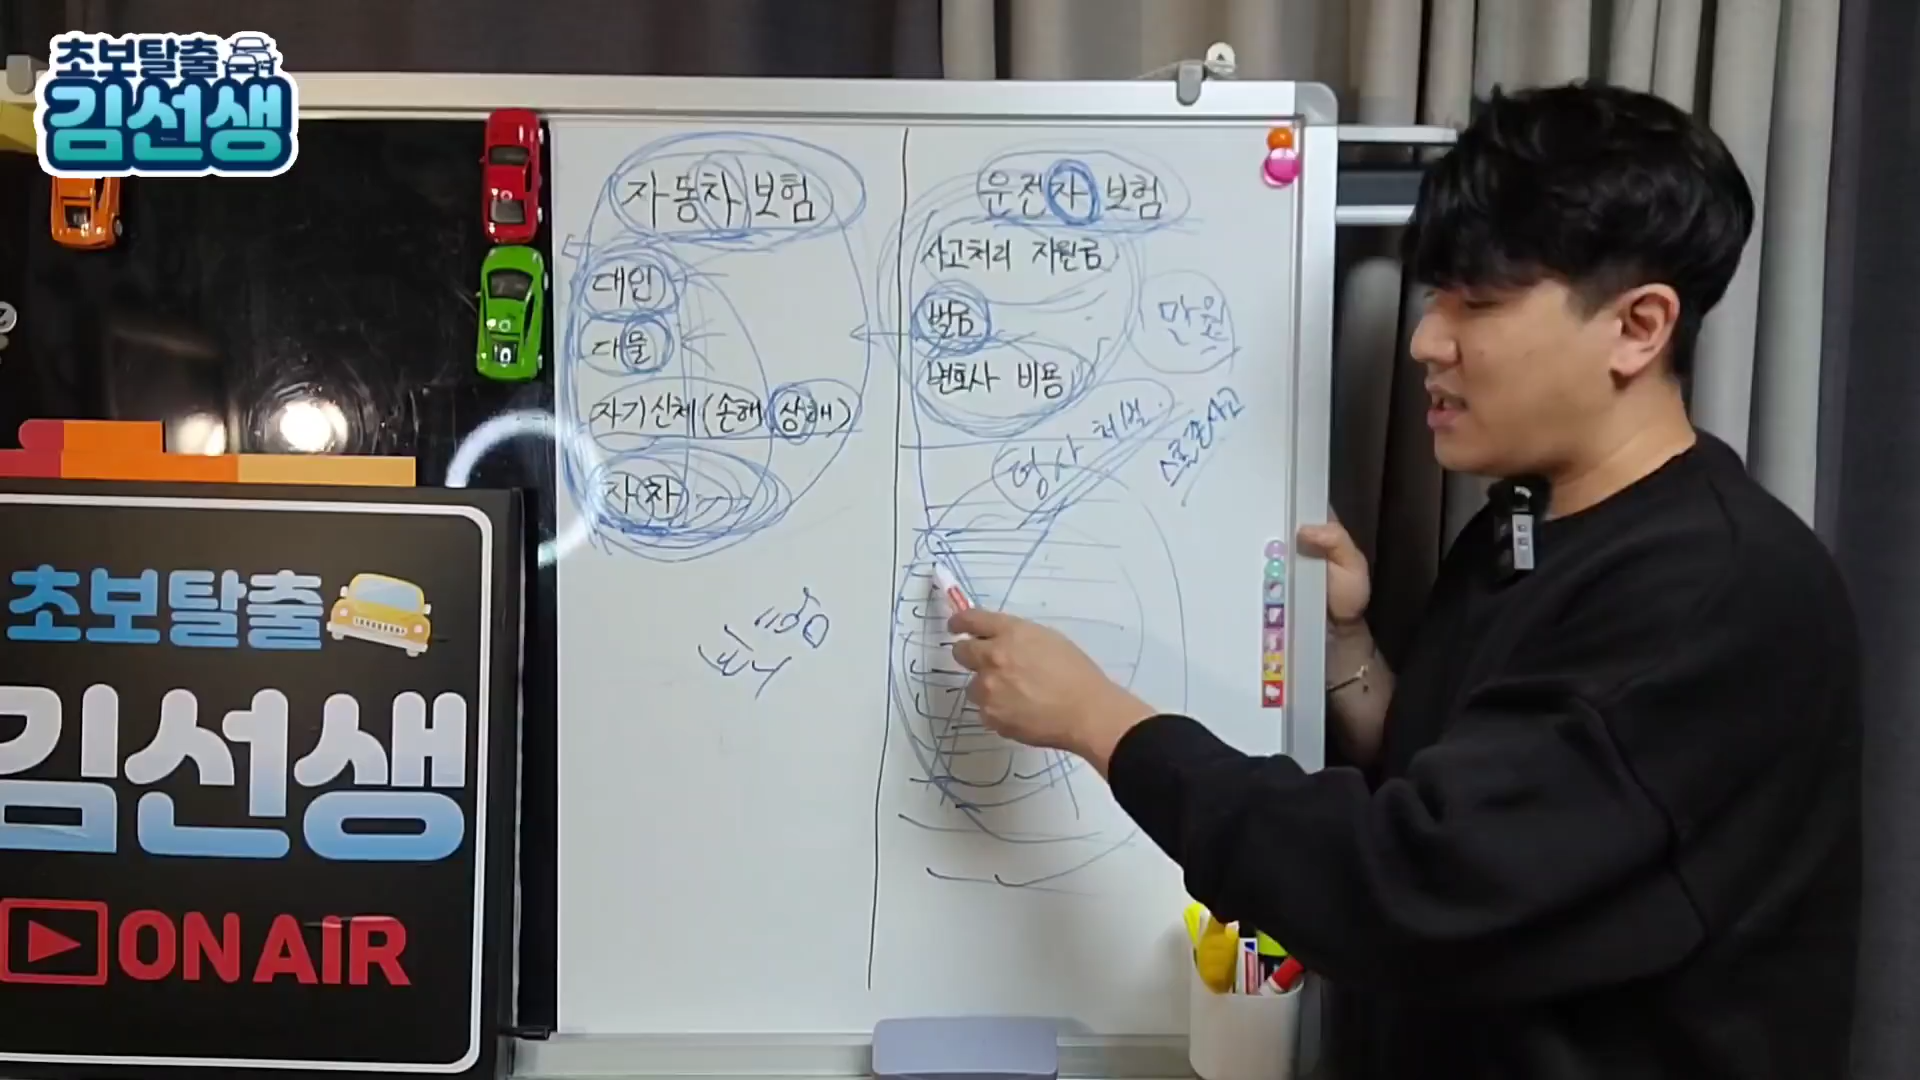 초보탈출
김선생
자동차 보험
대인
대물
자기신체 (손해 상해)
자차
운전자 보험
사고처리 지원금
벌금
변호사 비용
만원
형사 처벌
초보탈출
김선생
ON AIR